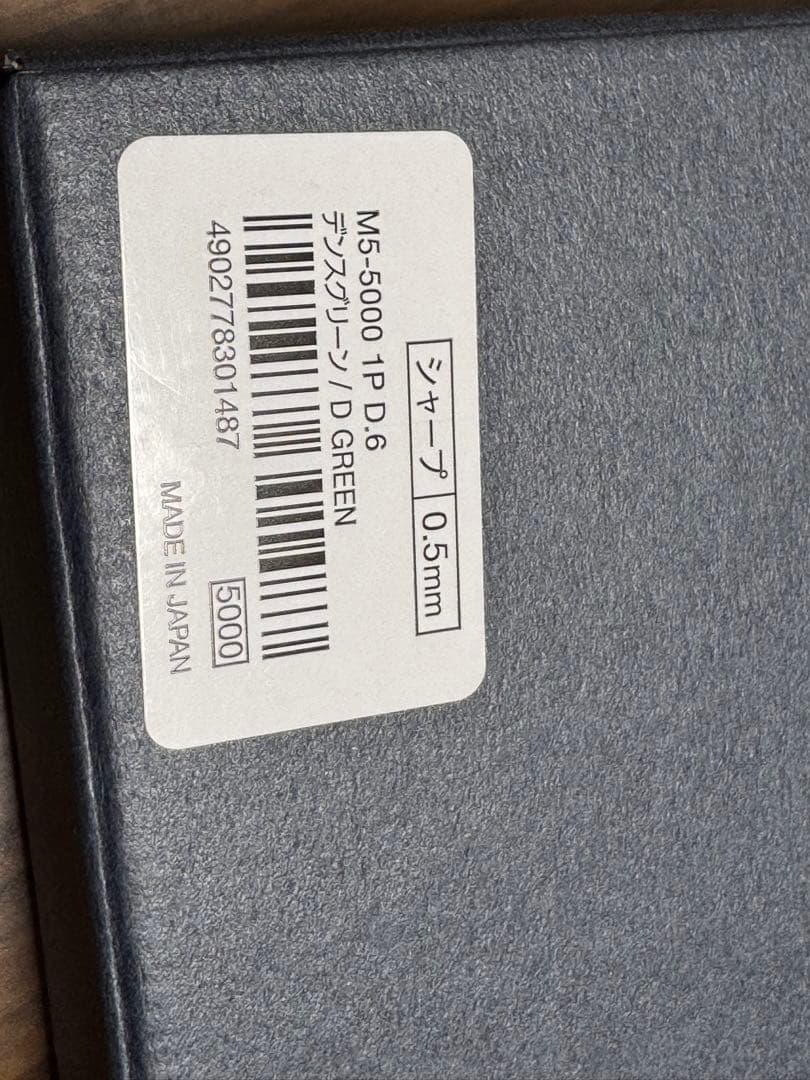 シャープ 0.5mm
M5-5000 1P D.6
デンスグリーン / D GREEN
4902778301487
5000
MADE IN JAPAN